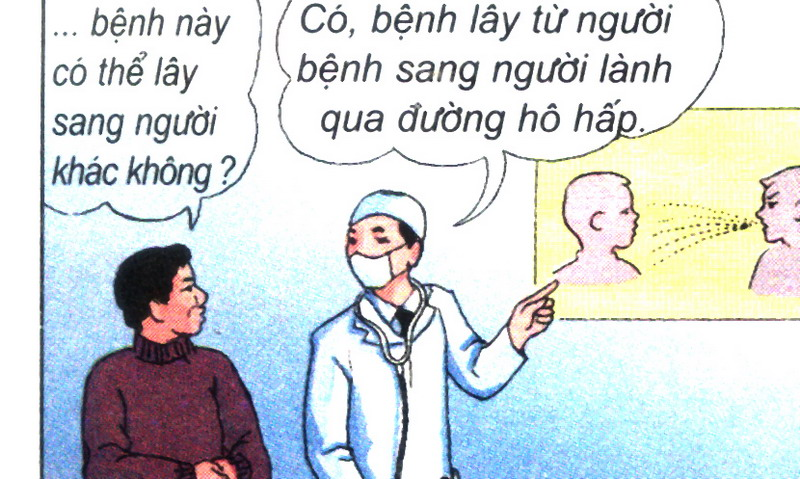 ... bệnh này
có thể lây
sang người
khác không ?
Có, bệnh lây từ người
bệnh sang người lành
qua đường hô hấp.